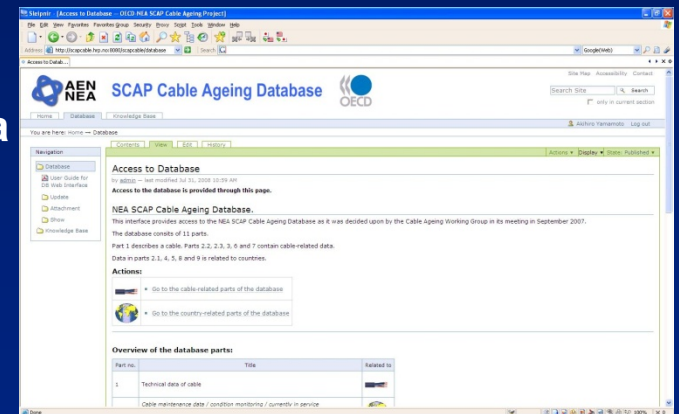 a
Sleipnir - [Access to Database — OECD-NEA SCAP Cable Ageing Project]
File Edit View Favorites Favorites Group Security Proxy Script Tools Window Help
Search
Address http://scapcable.hrp.no:8080/scapcable/database Search Google(Web)
Access to Datab...
Site Map Accessibility Contact
AEN
NEA
SCAP Cable Ageing Database
OECD
Search Site Search
only in current section
Home Database Knowledge Base
Akihiro Yamamoto Log out
You are here: Home → Database
Navigation
Database
User Guide for
DB Web Interface
Update
Attachment
Show
Knowledge Base
Contents View Edit History
Actions Display State: Published
Access to Database
by admin — last modified Jul 31, 2008 10:59 AM
Access to the database is provided through this page.
NEA SCAP Cable Ageing Database.
This interface provides access to the NEA SCAP Cable Ageing Database as it was decided upon by the Cable Ageing Working Group in its meeting in September 2007.
The database consits of 11 parts.
Part 1 describes a cable. Parts 2.2, 2.3, 3, 6 and 7 contain cable-related data.
Data in parts 2.1, 4, 5, 8 and 9 is related to countries.
Actions:
Go to the cable-related parts of the database
Go to the country-related parts of the database
Overview of the database parts:
Part no. Title Related to
1 Technical data of cable
Cable maintenance data / condition monitoring / currently in service
Done 100%